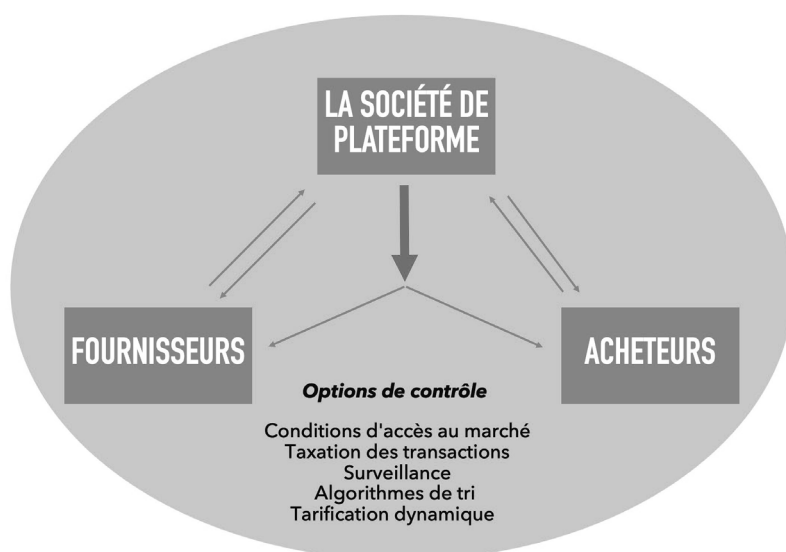 LA SOCIÉTÉ DE
PLATEFORME
FOURNISSEURS
ACHETEURS
Options de contrôle
Conditions d'accès au marché
Taxation des transactions
Surveillance
Algorithmes de tri
Tarification dynamique